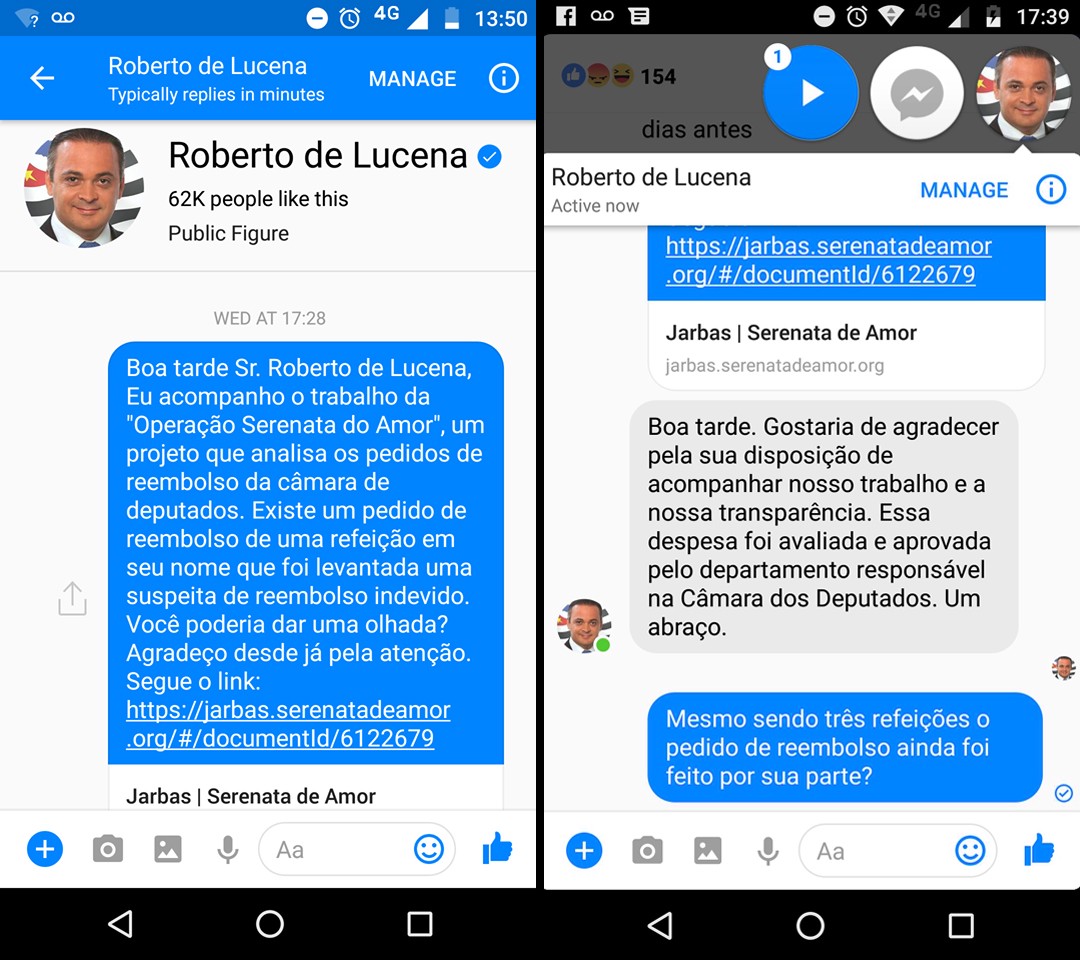 4G
13:50
Roberto de Lucena
Typically replies in minutes
MANAGE
Roberto de Lucena
62K people like this
Public Figure
WED AT 17:28
Boa tarde Sr. Roberto de Lucena,
Eu acompanho o trabalho da
"Operação Serenata do Amor", um
projeto que analisa os pedidos de
reembolso da câmara de
deputados. Existe um pedido de
reembolso de uma refeição em
seu nome que foi levantada uma
suspeita de reembolso indevido.
Você poderia dar uma olhada?
Agradeço desde já pela atenção.
Segue o link:
https://jarbas.serenatadeamor
.org/#/documentId/6122679
Jarbas | Serenata de Amor
Aa
4G
17:39
154
1
dias antes
Roberto de Lucena
Active now
MANAGE
https://jarbas.serenatadeamor
.org/#/documentId/6122679
Jarbas | Serenata de Amor
jarbas.serenatadeamor.org
Boa tarde. Gostaria de agradecer
pela sua disposição de
acompanhar nosso trabalho e a
nossa transparência. Essa
despesa foi avaliada e aprovada
pelo departamento responsável
na Câmara dos Deputados. Um
abraço.
Mesmo sendo três refeições o
pedido de reembolso ainda foi
feito por sua parte?
Aa